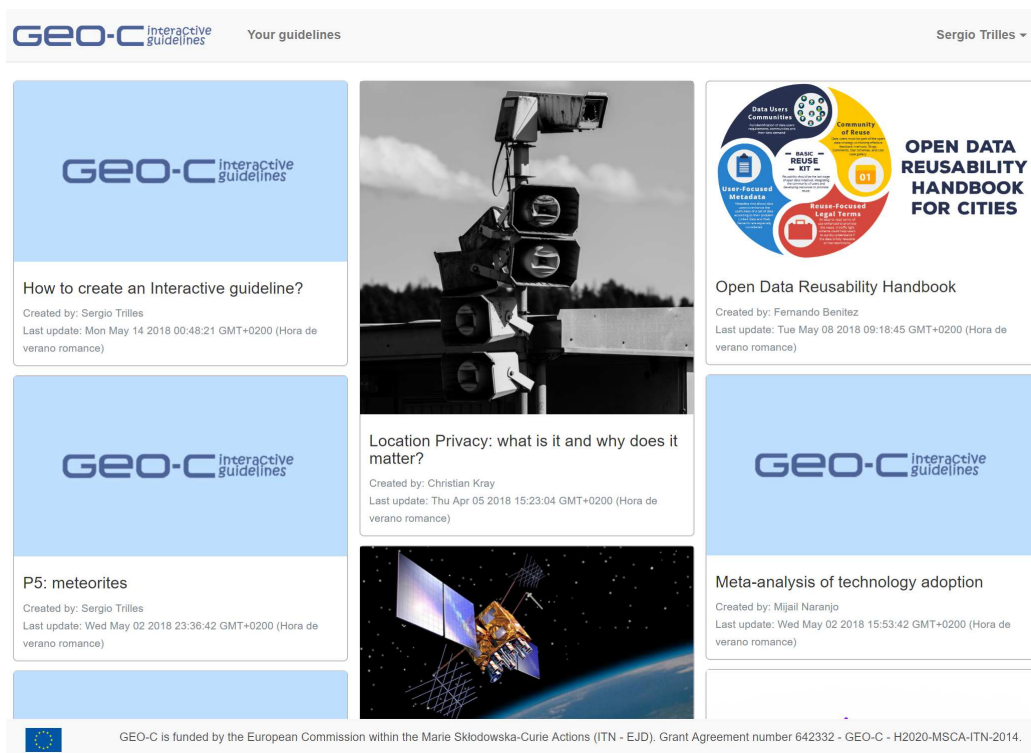 GEO-C interactive guidelines
Your guidelines
Sergio Trilles
GEO-C interactive guidelines
How to create an Interactive guideline?
Created by: Sergio Trilles
Last update: Mon May 14 2018 00:48:21 GMT+0200 (Hora de
verano romance)
GEO-C interactive guidelines
P5: meteorites
Created by: Sergio Trilles
Last update: Wed May 02 2018 23:36:42 GMT+0200 (Hora de
verano romance)
Location Privacy: what is it and why does it
matter?
Created by: Christian Kray
Last update: Thu Apr 05 2018 15:23:04 GMT+0200 (Hora de
verano romance)
Data Users
Communities
Community
of Reuse
BASIC
REUSE
KIT
01
User-Focused
Metadata
Reuse-Focused
Legal Terms
OPEN DATA
REUSABILITY
HANDBOOK
FOR CITIES
Open Data Reusability Handbook
Created by: Fernando Benitez
Last update: Tue May 08 2018 09:18:45 GMT+0200 (Hora de
verano romance)
GEO-C interactive guidelines
Meta-analysis of technology adoption
Created by: Mijail Naranjo
Last update: Wed May 02 2018 15:53:42 GMT+0200 (Hora de
verano romance)
GEO-C is funded by the European Commission within the Marie Skłodowska-Curie Actions (ITN - EJD). Grant Agreement number 642332 - GEO-C - H2020-MSCA-ITN-2014.